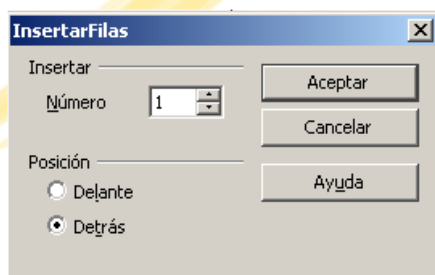 InsertarFilas
Insertar
Número
1
Aceptar
Cancelar
Posición
Delante
Detrás
Ayuda